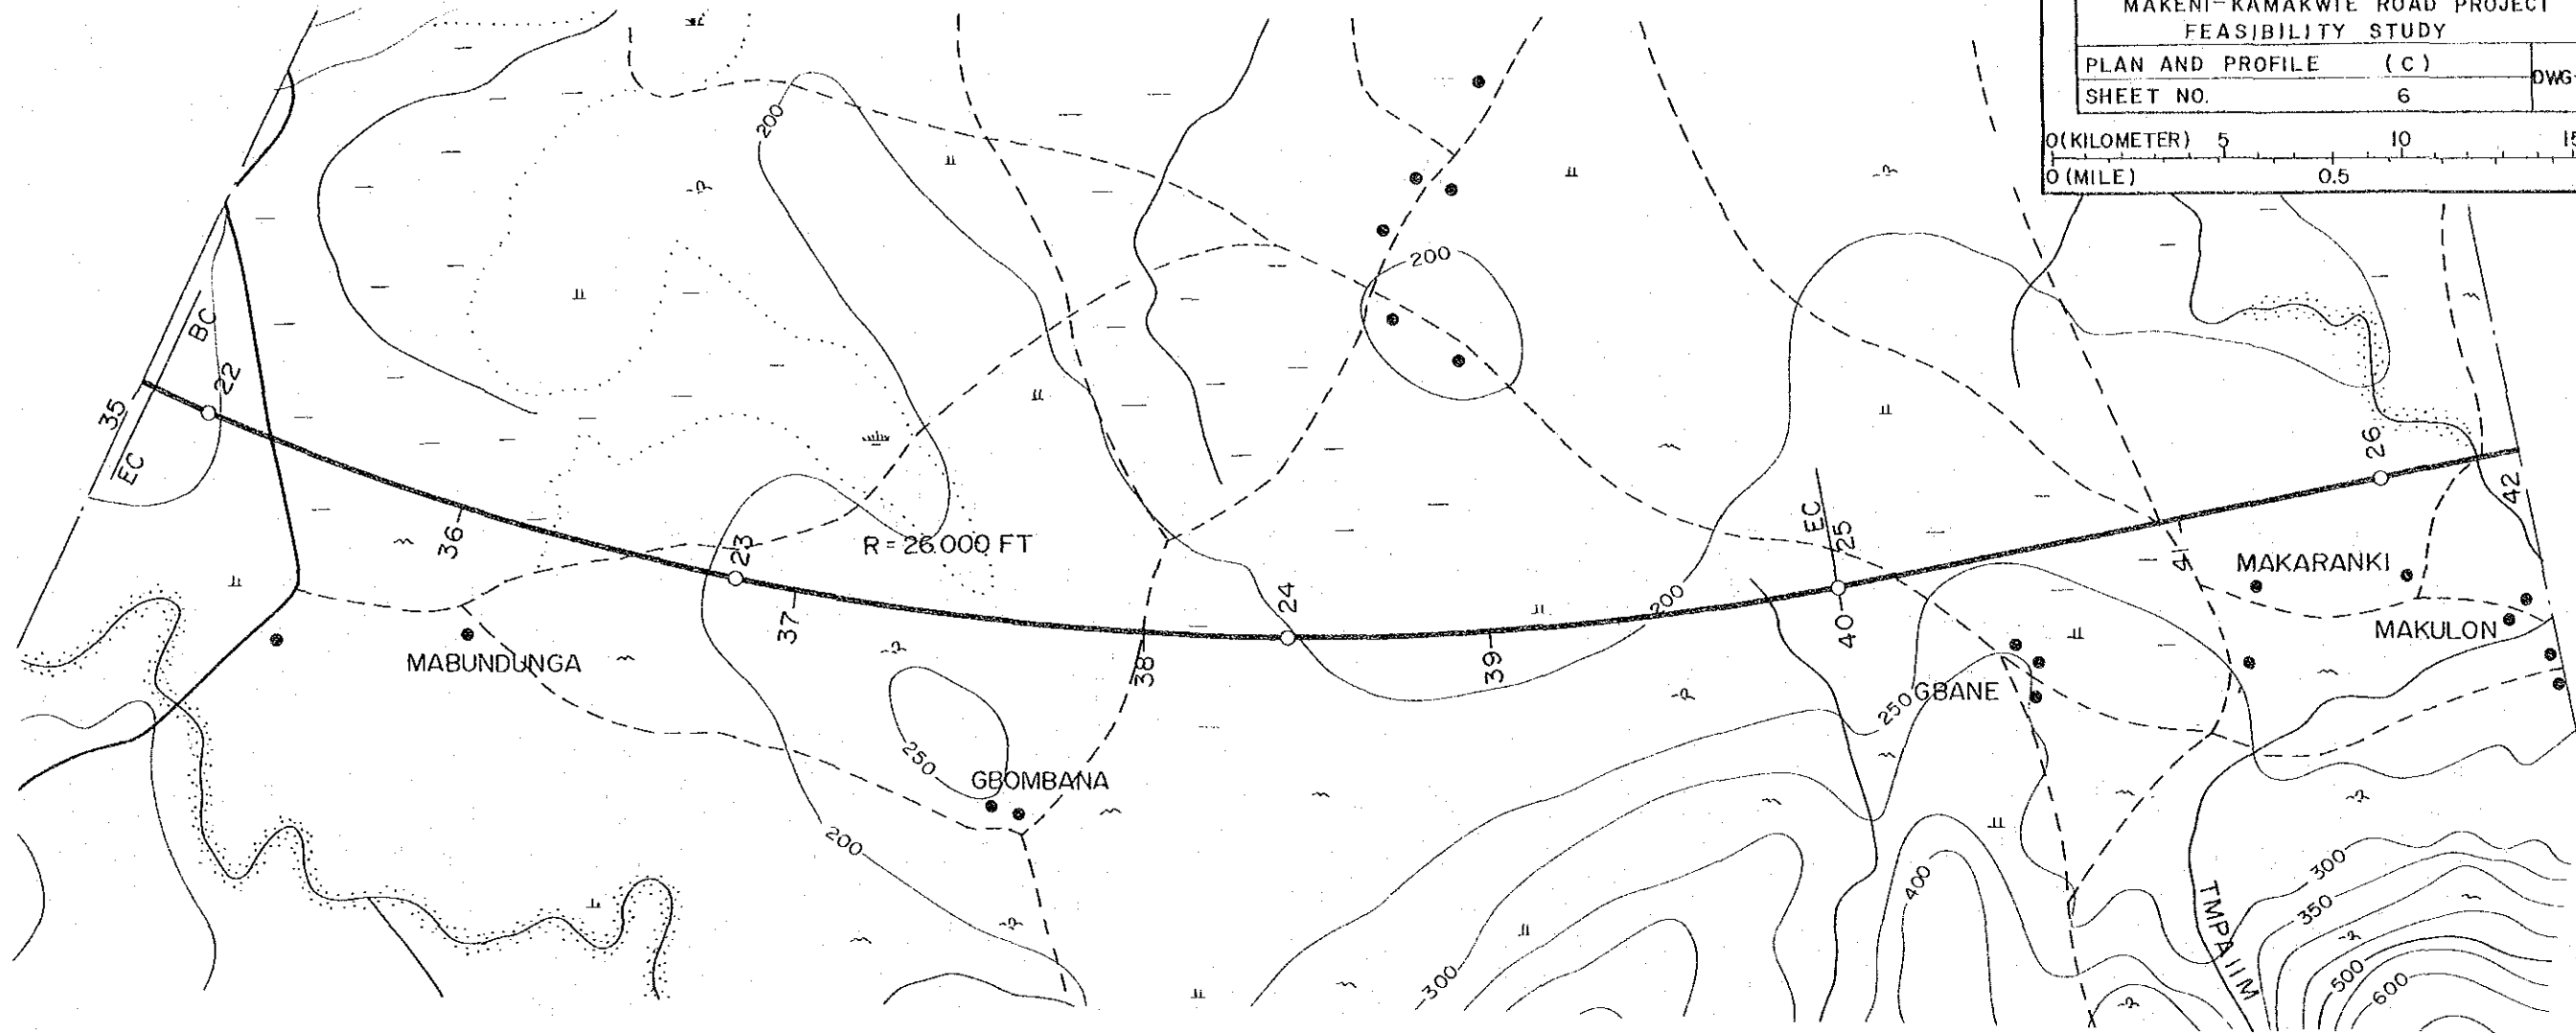 MAKENI-KAMAKWIE ROAD PROJECT
FEASIBILITY STUDY
PLAN AND PROFILE (C)
DWG
SHEET NO. 6
0(KILOMETER) 5 10 15
0 (MILE) 0.5
200
200
BC
22
35
EC
36
23
R = 26.000 FT
37
24
38
39
200
EC
25
40
41
26
42
MAKARANKI
MAKULON
MABUNDUNGA
GBANE
250
250
GBOMBANA
200
300
400
300
350
500
600